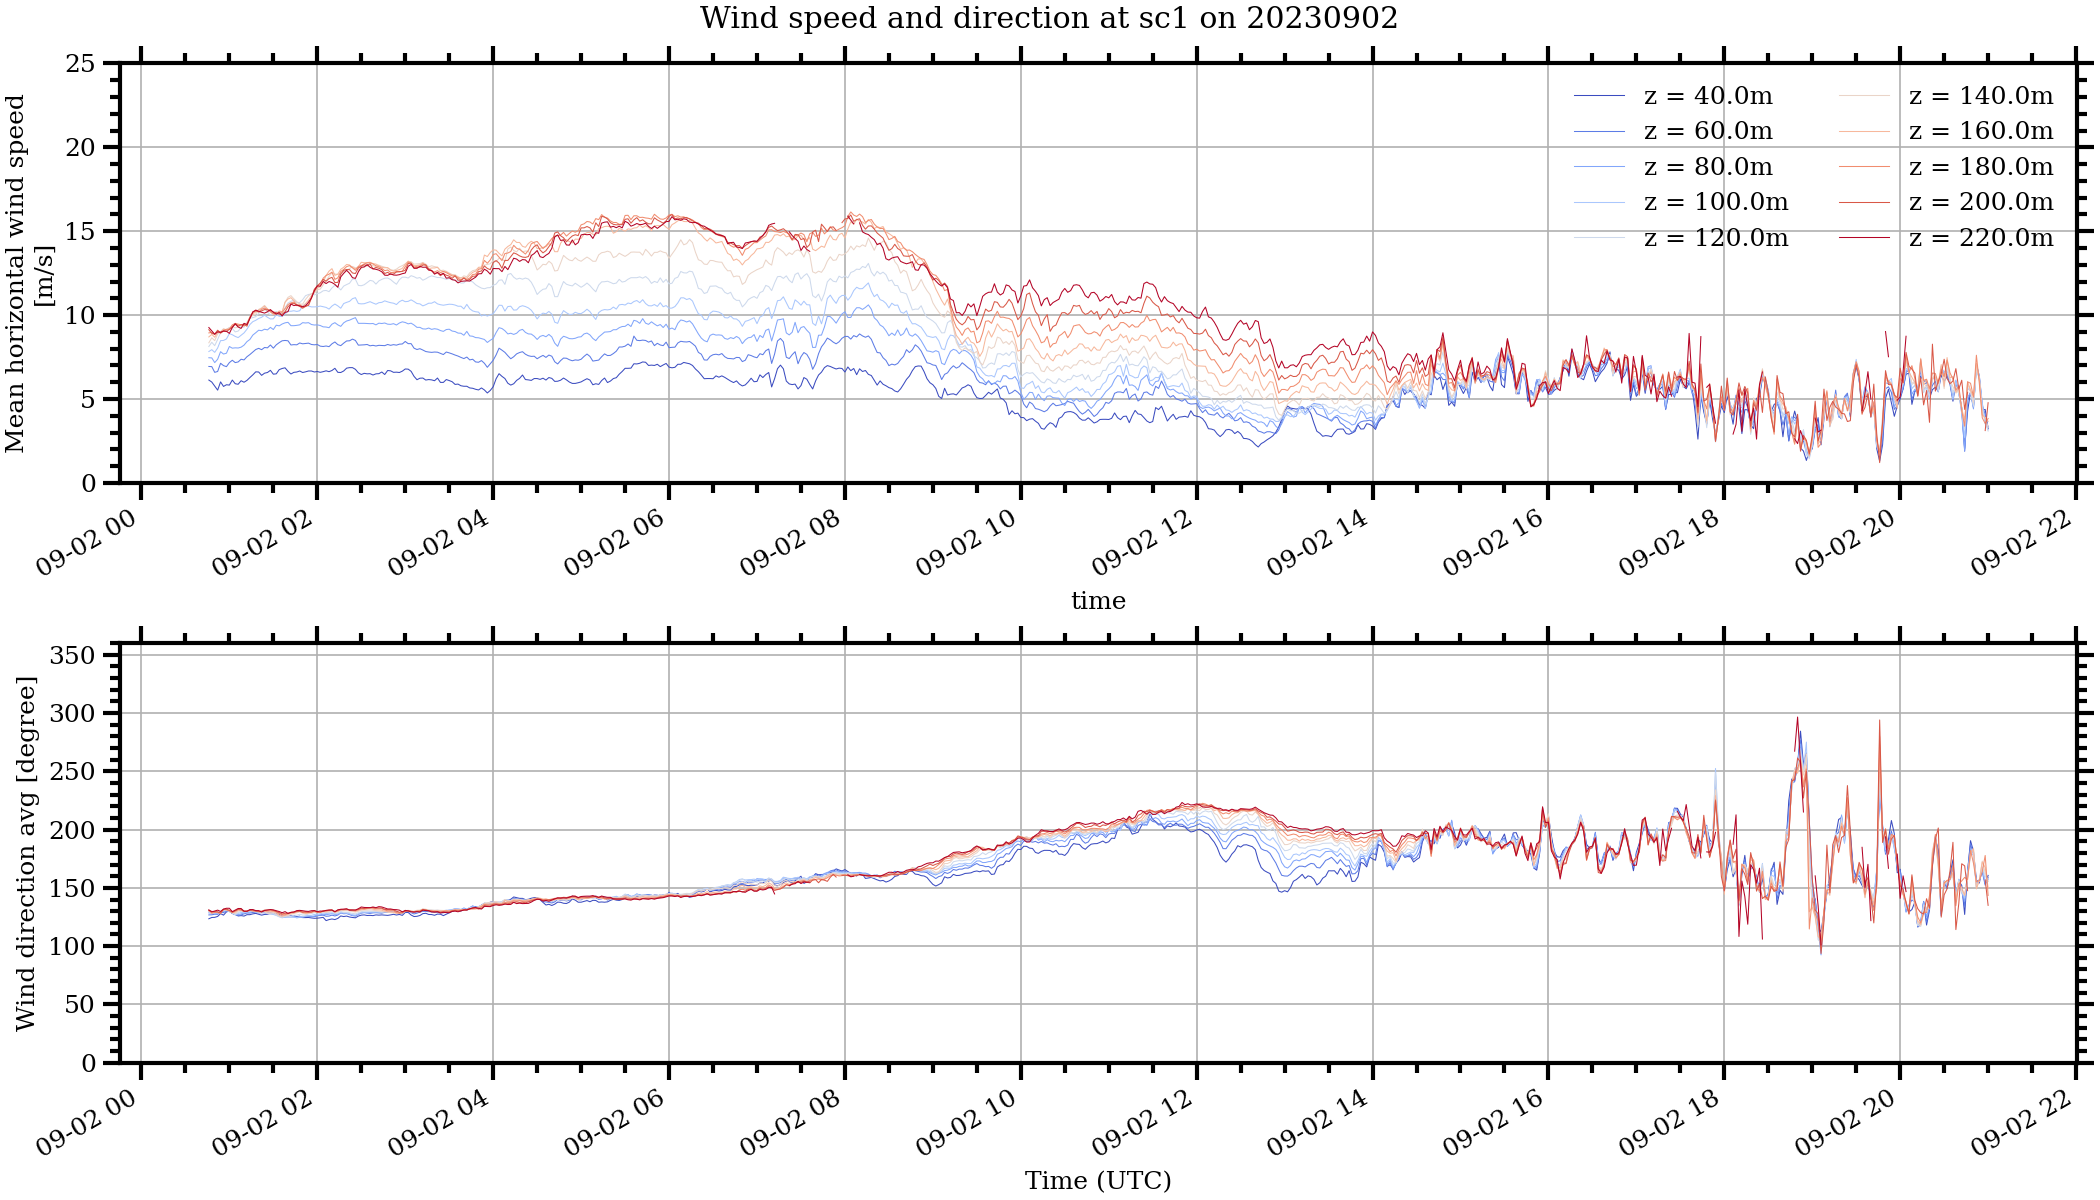 Wind speed and direction at sc1 on 20230902
Mean horizontal wind speed
[m/s]
25
20
15
10
5
0
z = 40.0m
z = 60.0m
z = 80.0m
z = 100.0m
z = 120.0m
z = 140.0m
z = 160.0m
z = 180.0m
z = 200.0m
z = 220.0m
09-02 00
09-02 02
09-02 04
09-02 06
09-02 08
09-02 10
09-02 12
09-02 14
09-02 16
09-02 18
09-02 20
09-02 22
time
Wind direction avg [degree]
350
300
250
200
150
100
50
0
09-02 00
09-02 02
09-02 04
09-02 06
09-02 08
09-02 10
09-02 12
09-02 14
09-02 16
09-02 18
09-02 20
09-02 22
Time (UTC)